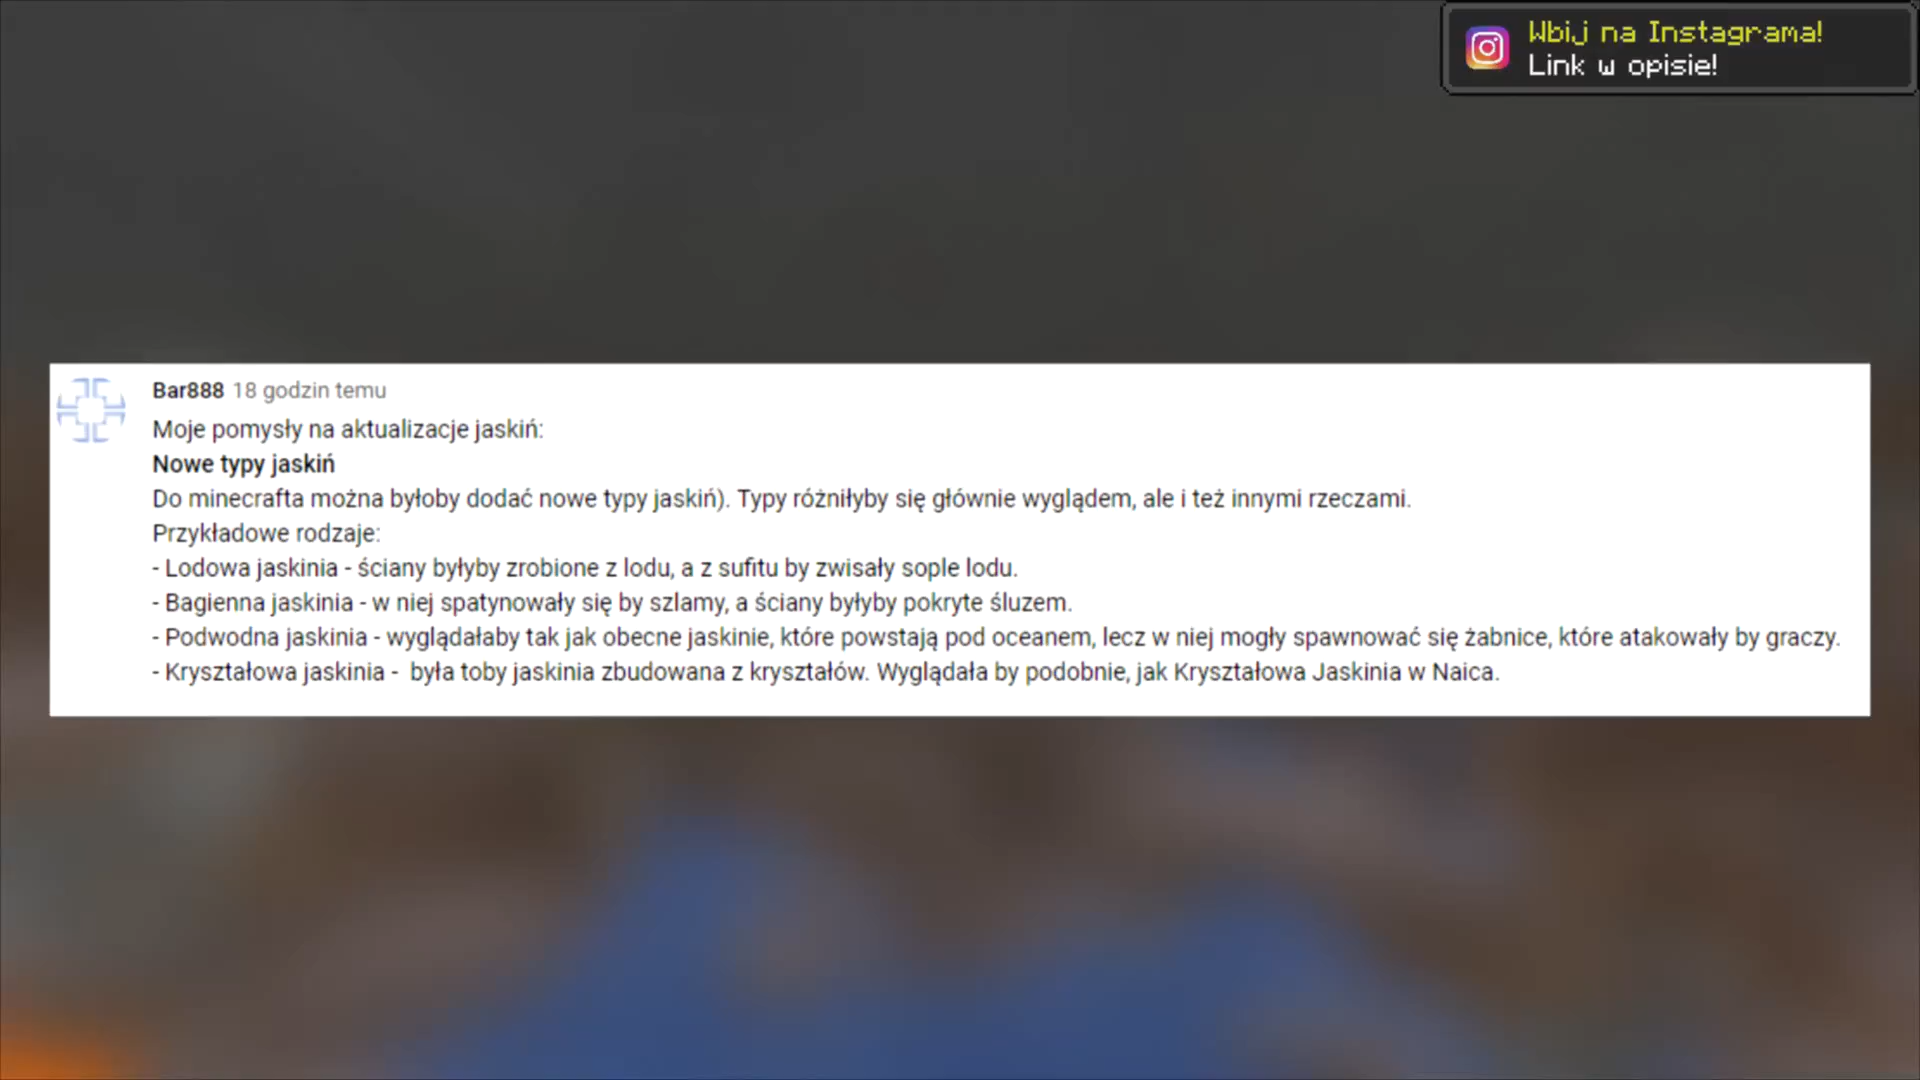 Wbij na Instagrama!
Link w opisie!
Bar888 18 godzin temu
Moje pomysły na aktualizacje jaskiń:
Nowe typy jaskiń
Do minecrafta można byłoby dodać nowe typy jaskiń). Typy różniłyby się głównie wyglądem, ale i też innymi rzeczami.
Przykładowe rodzaje:
- Lodowa jaskinia - ściany byłyby zrobione z lodu, a z sufitu by zwisały sople lodu.
- Bagienna jaskinia - w niej spatynowały się by szlamy, a ściany byłyby pokryte śluzem.
- Podwodna jaskinia - wyglądałaby tak jak obecne jaskinie, które powstają pod oceanem, lecz w niej mogły spawnować się żabnice, które atakowały by graczy.
- Kryształowa jaskinia -  była toby jaskinia zbudowana z kryształów. Wyglądała by podobnie, jak Kryształowa Jaskinia w Naica.